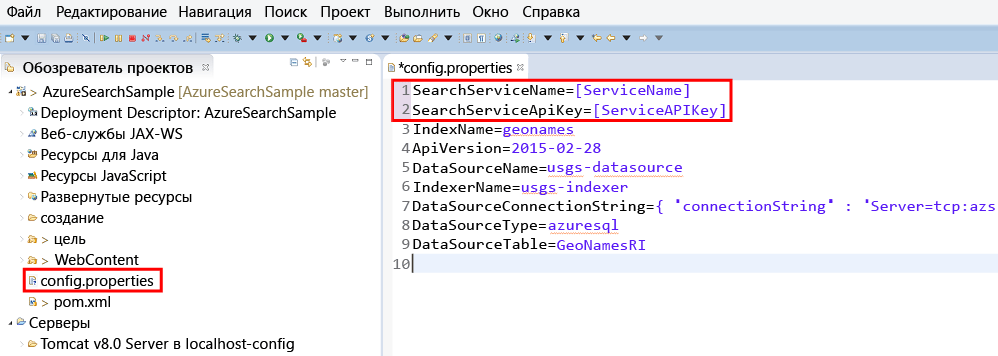 Файл Редактирование Навигация Поиск Проект Выполнить Окно Справка
Обозреватель проектов
> AzureSearchSample [AzureSearchSample master]
Deployment Descriptor: AzureSearchSample
Веб-службы JAX-WS
Ресурсы для Java
Ресурсы JavaScript
Развернутые ресурсы
создание
> цель
> WebContent
config.properties
> pom.xml
Серверы
Tomcat v8.0 Server в localhost-config
*config.properties
1 SearchServiceName=[ServiceName]
2 SearchServiceApiKey=[ServiceAPIKey]
3 IndexName=geonames
4 ApiVersion=2015-02-28
5 DataSourceName=usgs-datasource
6 IndexerName=usgs-indexer
7 DataSourceConnectionString={ 'connectionString' : 'Server=tcp:azs
8 DataSourceType=azuresql
9 DataSourceTable=GeoNamesRI
10